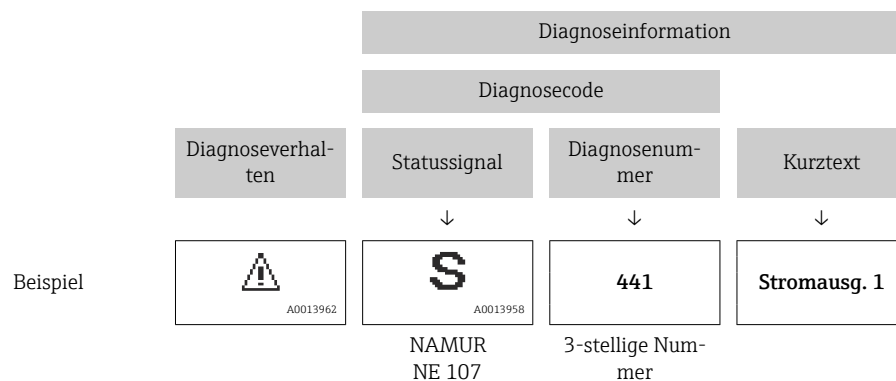 Diagnoseinformation
Diagnosecode
Diagnoseverhal-
ten
Statussignal
Diagnosenum-
mer
Kurztext
↓ ↓ ↓
Beispiel
A0013962
S
A0013958
441
Stromausg. 1
NAMUR
NE 107
3-stellige Num-
mer